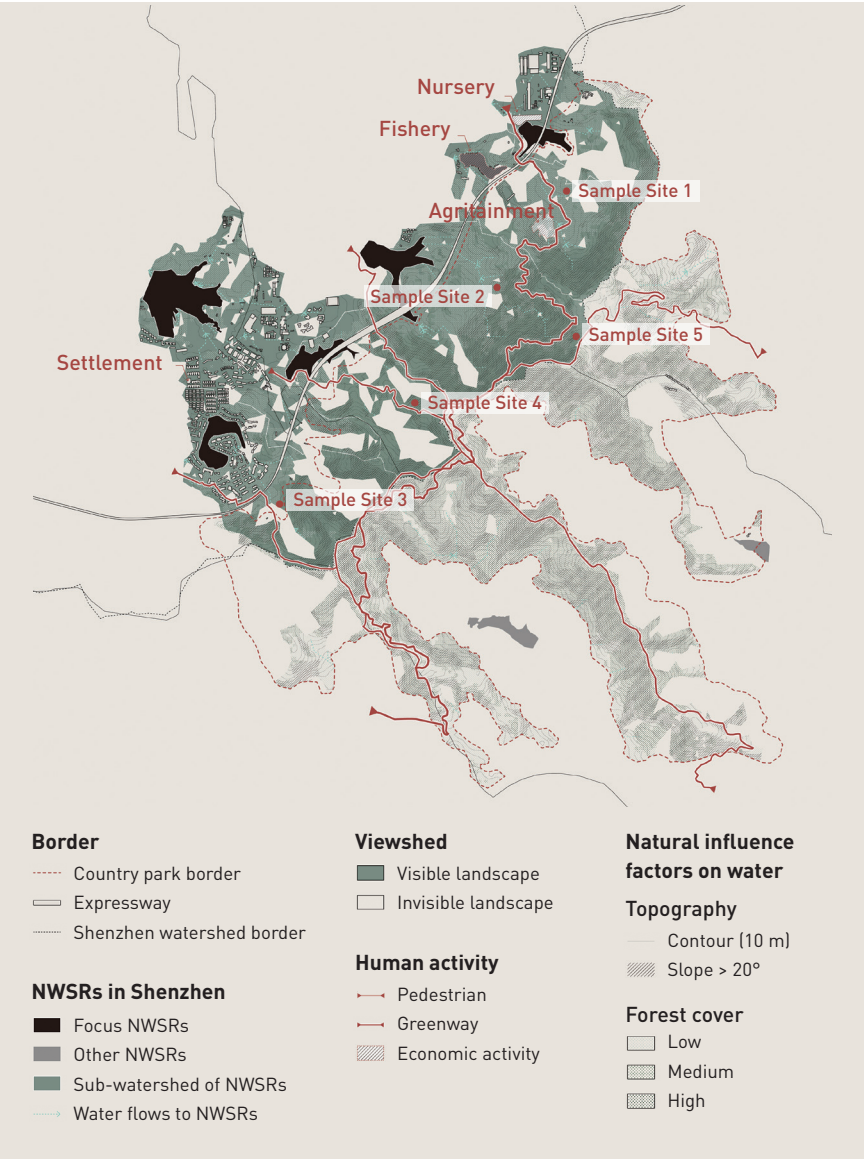 Nursery
Fishery
Sample Site 1
Agritainment
Sample Site 2
Sample Site 5
Settlement
Sample Site 4
Sample Site 3
Border
Country park border
Expressway
Shenzhen watershed border
NWSRs in Shenzhen
Focus NWSRs
Other NWSRs
Sub-watershed of NWSRs
Water flows to NWSRs
Viewshed
Visible landscape
Invisible landscape
Human activity
Pedestrian
Greenway
Economic activity
Natural influence
factors on water
Topography
Contour (10 m)
Slope > 20°
Forest cover
Low
Medium
High